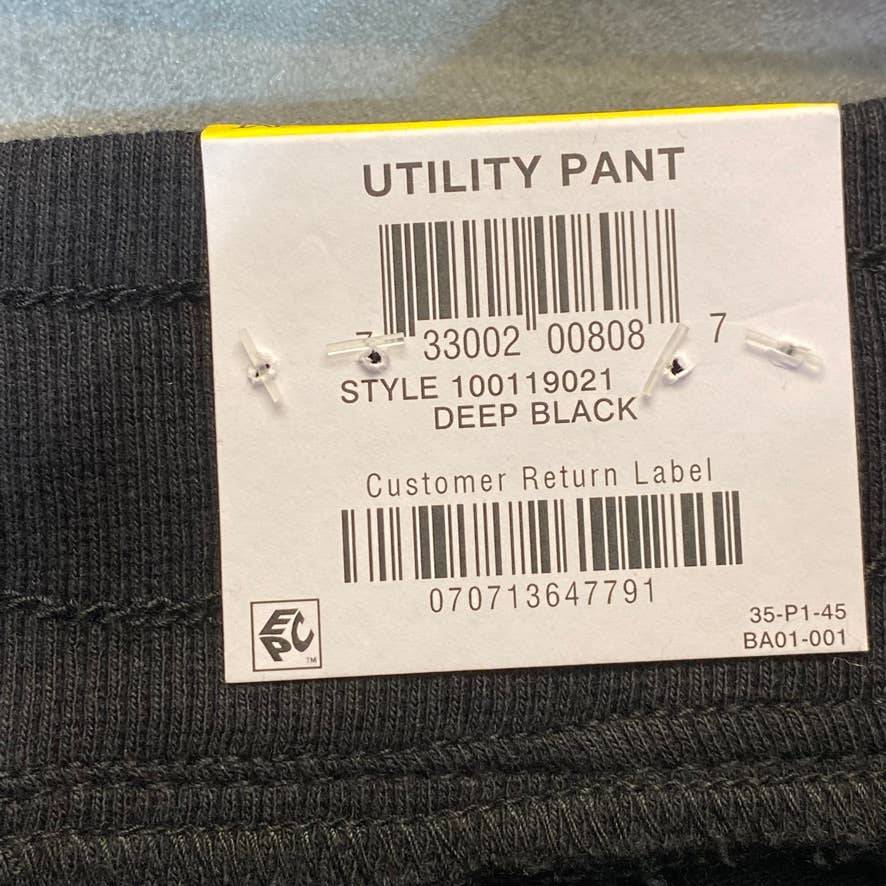 UTILITY PANT
7 33002 00808 7
STYLE 100119021
DEEP BLACK
Customer Return Label
070713647791
EPC
TM
35-P1-45
BA01-001